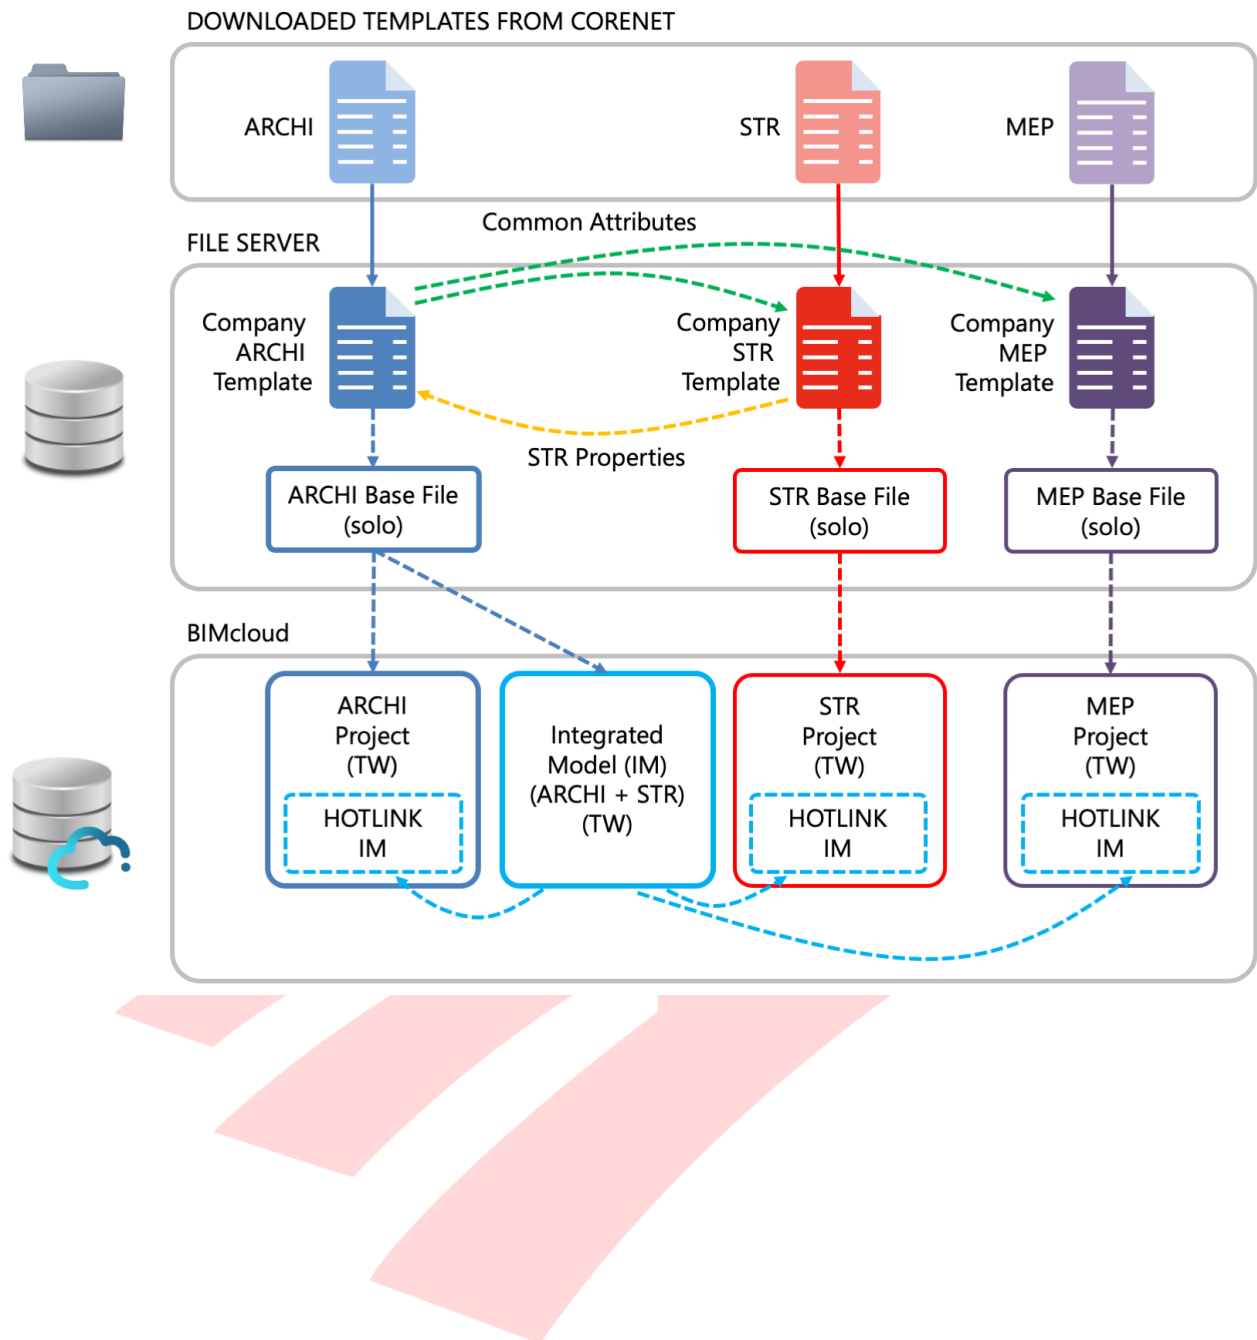 DOWNLOADED TEMPLATES FROM CORENET
ARCHI
STR
MEP
Common Attributes
FILE SERVER
Company
ARCHI
Template
Company
STR
Template
Company
MEP
Template
STR Properties
ARCHI Base File
(solo)
STR Base File
(solo)
MEP Base File
(solo)
BIMcloud
ARCHI
Project
(TW)
HOTLINK
IM
Integrated
Model (IM)
(ARCHI + STR)
(TW)
STR
Project
(TW)
HOTLINK
IM
MEP
Project
(TW)
HOTLINK
IM